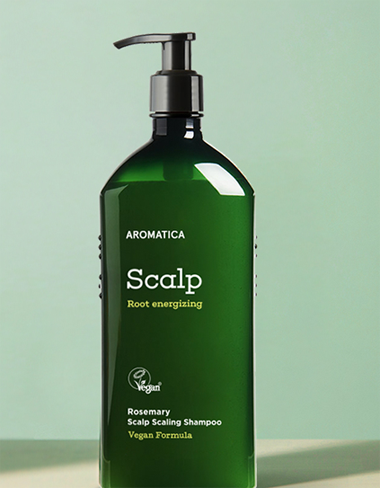 AROMATICA
Scalp
Root energizing
Vegan
Rosemary
Scalp Scaling Shampoo
Vegan Formula